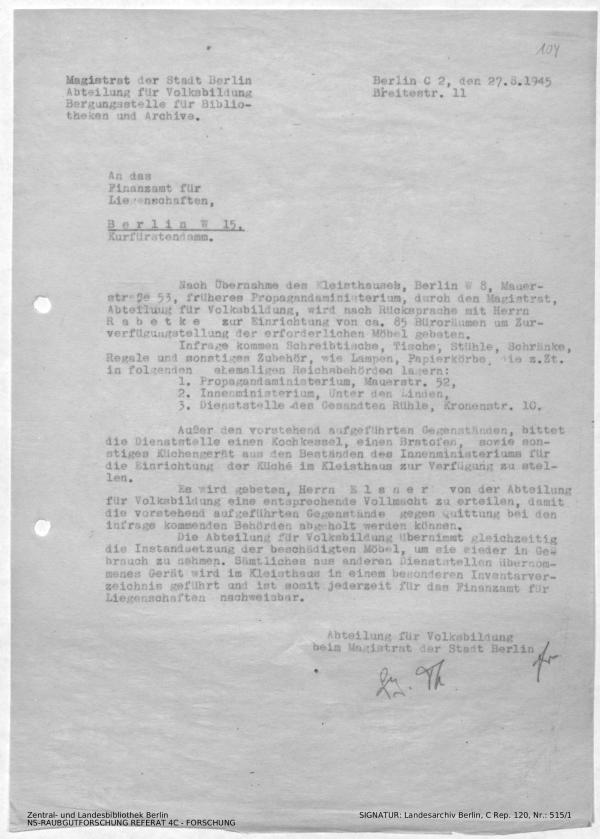 104
Magistrat der Stadt Berlin
Abteilung für Volksbildung
Bergungsstelle für Biblio-
theken und Archive.
Berlin C 2, den 27.8.1945
Breitestr. 11
An das
Finanzamt für
Liegenschaften,
B e r l i n W 15,
Kurfürstendamm.
Nach Übernahme des Kleisthauses, Berlin W 8, Mauer-
straße 53, früheres Propagandaministerium, durch den Magistrat,
Abteilung für Volksbildung, wird nach Rücksprache mit Herrn
R a b e t k e zur Einrichtung von ca. 85 Büroräumen um Zur-
verfügungstellung der erforderlichen Möbel gebeten.
Infrage kommen Schreibtische, Tische, Stühle, Schränke,
Regale und sonstiges Zubehör, wie Lampen, Papierkörbe, die z.Zt.
in folgenden ehemaligen Reichsbehörden lagern:
1. Propagandaministerium, Mauerstr. 52,
2. Innenministerium, Unter den Linden,
3. Dienststelle des Gesandten Rühle, Kronenstr. 10.
Außer den vorstehend aufgeführten Gegenständen, bittet
die Dienststelle einen Kochkessel, einen Bratofen, sowie son-
stiges Küchengerät aus den Beständen des Innenministeriums für
die Einrichtung der Küche im Kleisthaus zur Verfügung zu stel-
len.
Es wird gebeten, Herrn E l s n e r von der Abteilung
für Volksbildung eine entsprechende Vollmacht zu erteilen, damit
die vorstehend aufgeführten Gegenstände gegen Quittung bei den
infrage kommenden Behörden abgeholt werden können.
Die Abteilung für Volksbildung übernimmt gleichzeitig
die Instandsetzung der beschädigten Möbel, um sie wieder in Ge-
brauch zu nehmen. Sämtliches aus anderen Dienststellen übernom-
menes Gerät wird im Kleisthaus in einem besonderen Inventarver-
zeichnis geführt und ist somit jederzeit für das Finanzamt für
Liegenschaften nachweisbar.
Abteilung für Volksbildung
beim Magistrat der Stadt Berlin
Zentral- und Landesbibliothek Berlin
NS-RAUBGUTFORSCHUNG REFERAT 4C - FORSCHUNG
SIGNATUR: Landesarchiv Berlin, C Rep. 120, Nr.: 515/1